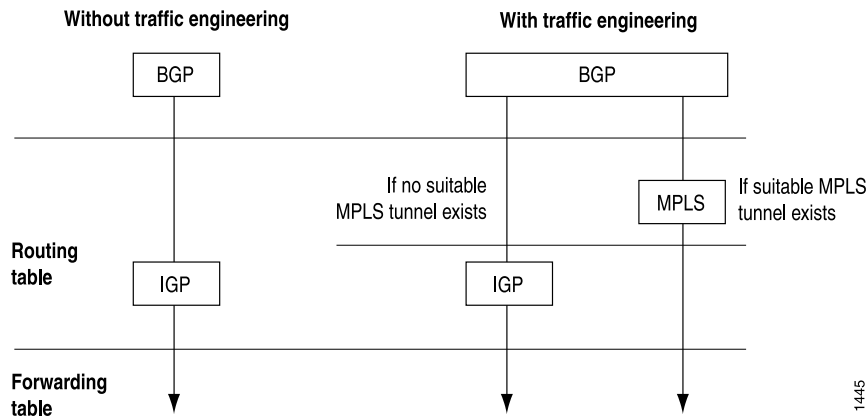 Without traffic engineering
With traffic engineering
BGP
BGP
If no suitable
MPLS tunnel exists
MPLS
If suitable MPLS
tunnel exists
Routing
table
IGP
IGP
Forwarding
table
1445